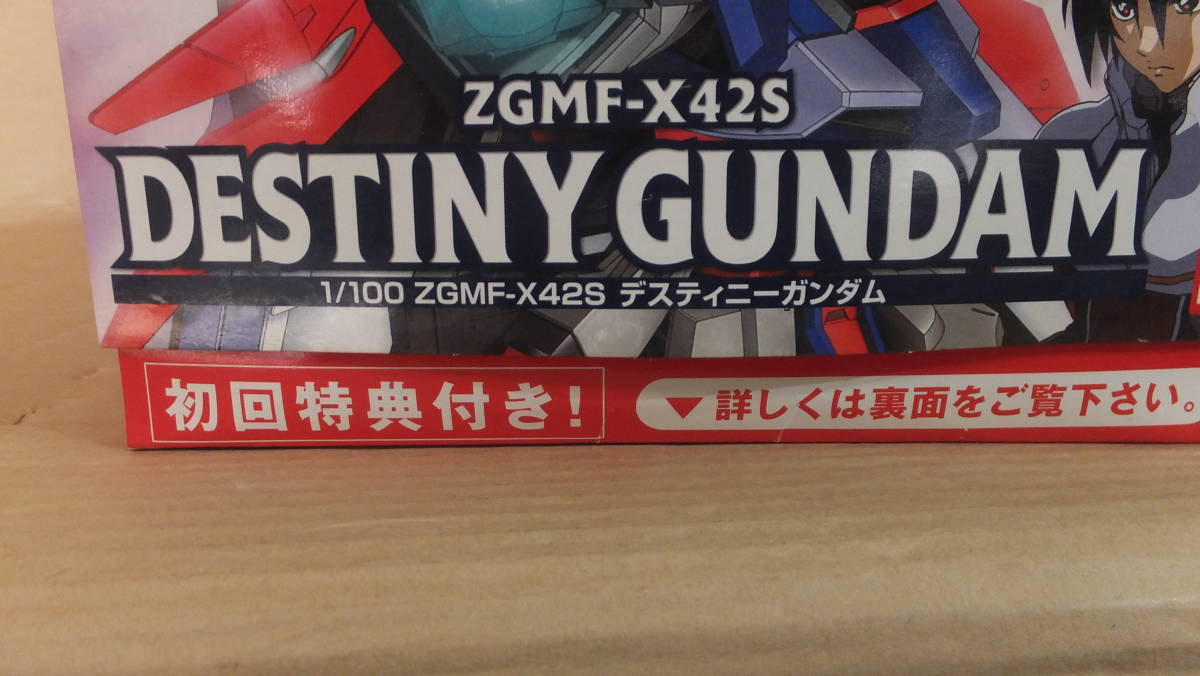 ZGMF-X42S
DESTINY GUNDAM
1/100 ZGMF-X42S デスティニーガンダム
初回特典付き!
▼詳しくは裏面をご覧下さい。